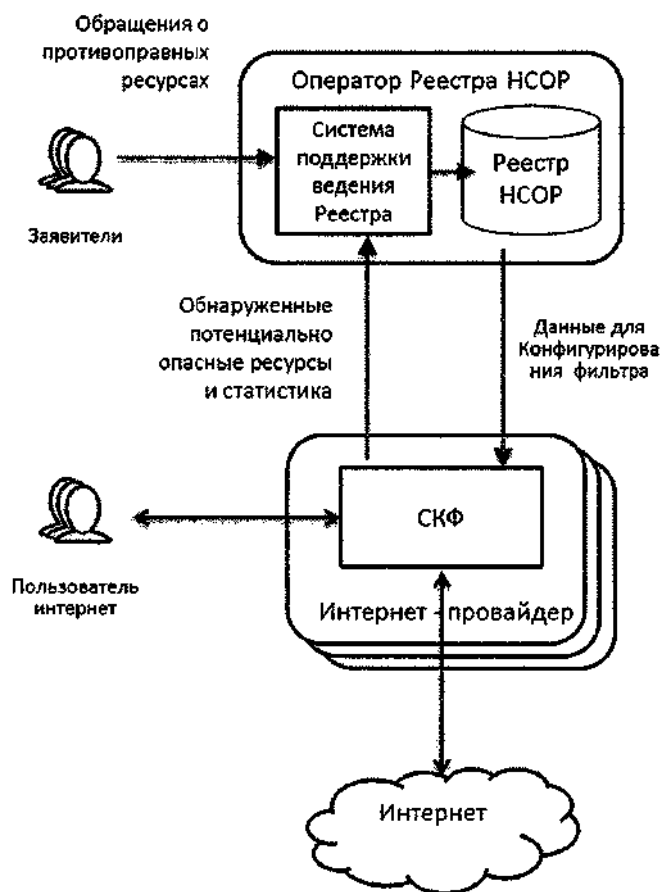 Обращения о
противоправных
ресурсах
Оператор Реестра НСОР
Система
поддержки
ведения
Реестра
Реестр
НСОР
Заявители
Обнаруженные
потенциально
опасные ресурсы
и статистика
Данные для
Конфигурирова
ния фильтра
СКФ
Пользователь
интернет
Интернет - провайдер
Интернет